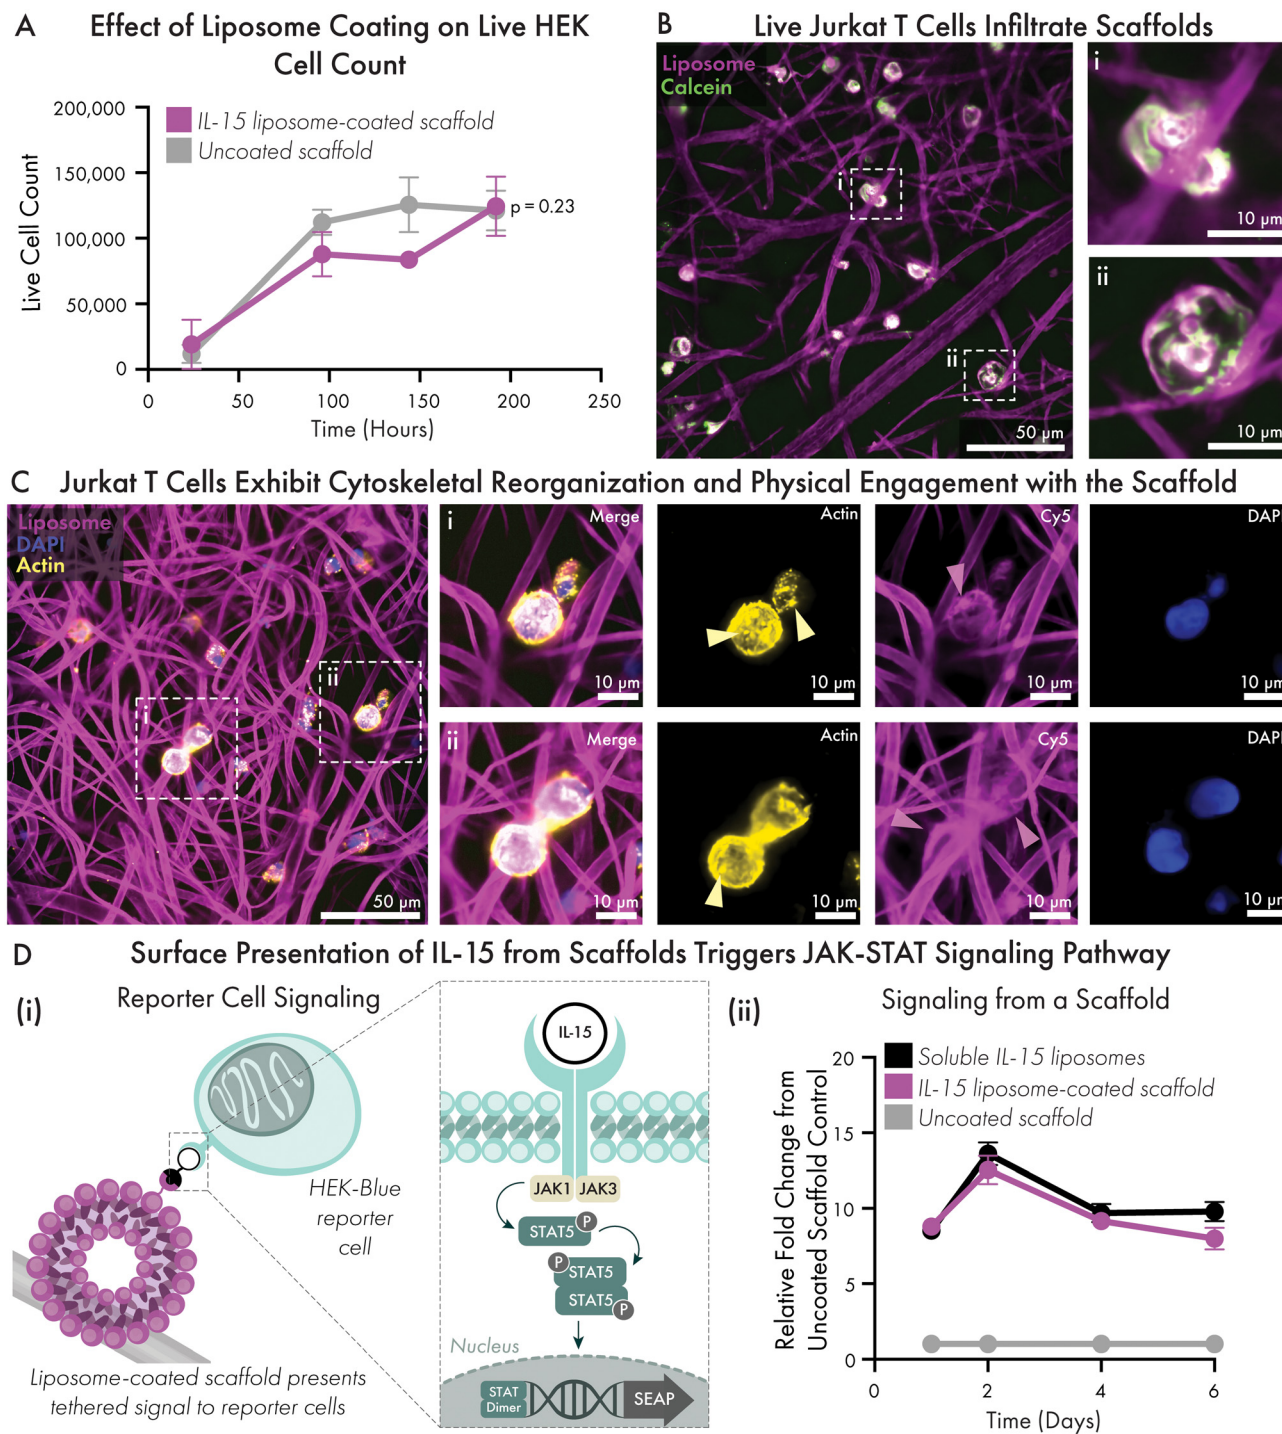 A Effect of Liposome Coating on Live HEK
Cell Count
200,000
150,000
100,000
50,000
0
Live Cell Count
IL-15 liposome-coated scaffold
Uncoated scaffold
p = 0.23
0 50 100 150 200 250
Time (Hours)
B Live Jurkat T Cells Infiltrate Scaffolds
Liposome
Calcein
i
ii
50 µm
i
10 µm
ii
10 µm
C Jurkat T Cells Exhibit Cytoskeletal Reorganization and Physical Engagement with the Scaffold
Liposome
DAPI
Actin
i
ii
50 µm
i Merge Actin Cy5 DAPI
10 µm 10 µm 10 µm 10 µm
ii Merge Actin Cy5 DAPI
10 µm 10 µm 10 µm 10 µm
D Surface Presentation of IL-15 from Scaffolds Triggers JAK-STAT Signaling Pathway
(i) Reporter Cell Signaling
HEK-Blue
reporter
cell
Liposome-coated scaffold presents
tethered signal to reporter cells
IL-15
JAK1 JAK3
STAT5 P
P STAT5
STAT5 P
Nucleus
STAT
Dimer
SEAP
(ii) Signaling from a Scaffold
Soluble IL-15 liposomes
IL-15 liposome-coated scaffold
Uncoated scaffold
Relative Fold Change from
Uncoated Scaffold Control
20
15
10
5
0
0 2 4 6
Time (Days)